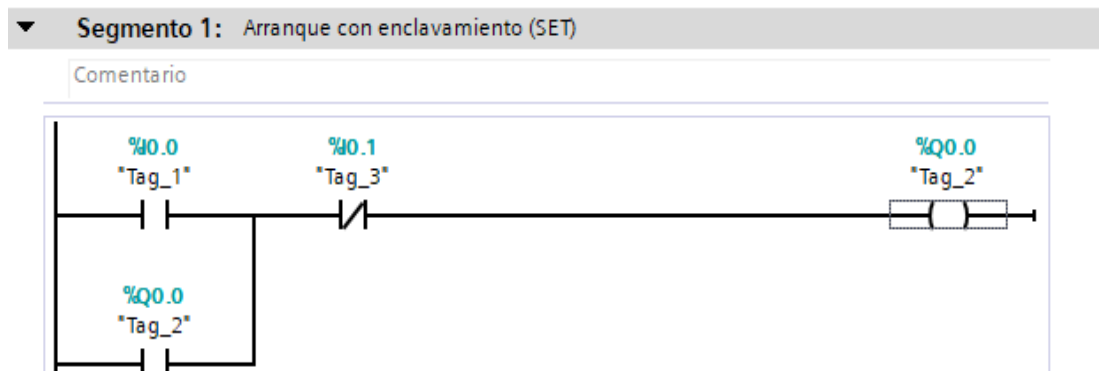 Segmento 1: Arranque con enclavamiento (SET)
Comentario
%I0.0 %I0.1 %Q0.0
"Tag_1" "Tag_3" "Tag_2"
%Q0.0
"Tag_2"